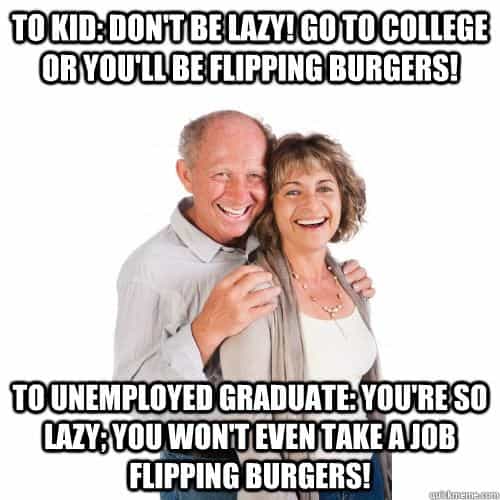 TO KID: DON'T BE LAZY! GO TO COLLEGE
OR YOU'LL BE FLIPPING BURGERS!
TO UNEMPLOYED GRADUATE: YOU'RE SO
LAZY; YOU WON'T EVEN TAKE A JOB
FLIPPING BURGERS!
quickmeme.com